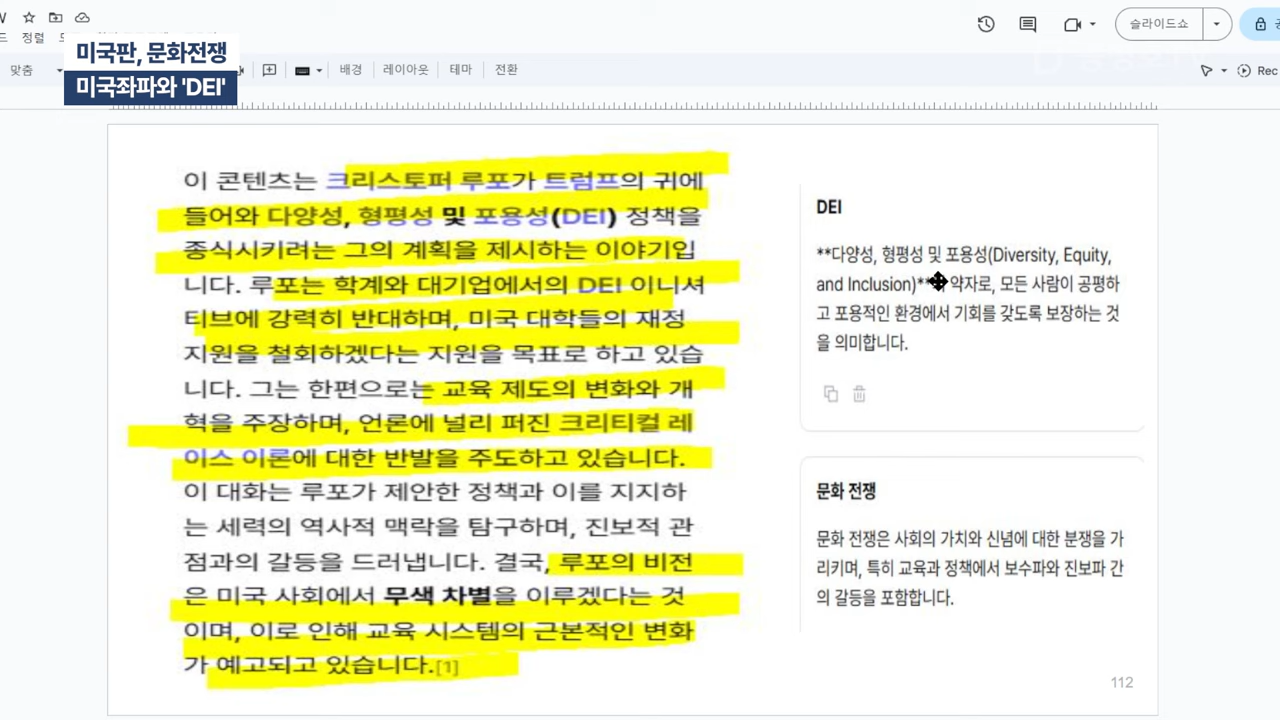 정렬
슬라이드쇼
미국판, 문화전쟁
미국좌파와 'DEI'
맞춤
배경
레이아웃
테마
전환
Rec
이 콘텐츠는 크리스토퍼 루포가 트럼프의 귀에
들어와 다양성, 형평성 및 포용성(DEI) 정책을
종식시키려는 그의 계획을 제시하는 이야기입
니다. 루포는 학계와 대기업에서의 DEI 이니셔
티브에 강력히 반대하며, 미국 대학들의 재정
지원을 철회하겠다는 지원을 목표로 하고 있습
니다. 그는 한편으로는 교육 제도의 변화와 개
혁을 주장하며, 언론에 널리 퍼진 크리티컬 레
이스 이론에 대한 반발을 주도하고 있습니다.
이 대화는 루포가 제안한 정책과 이를 지지하
는 세력의 역사적 맥락을 탐구하며, 진보적 관
점과의 갈등을 드러냅니다. 결국, 루포의 비전
은 미국 사회에서 무색 차별을 이루겠다는 것
이며, 이로 인해 교육 시스템의 근본적인 변화
가 예고되고 있습니다.[1]
DEI
**다양성, 형평성 및 포용성(Diversity, Equity,
and Inclusion)** 약자로, 모든 사람이 공평하
고 포용적인 환경에서 기회를 갖도록 보장하는 것
을 의미합니다.
문화 전쟁
문화 전쟁은 사회의 가치와 신념에 대한 분쟁을 가
리키며, 특히 교육과 정책에서 보수파와 진보파 간
의 갈등을 포함합니다.
112